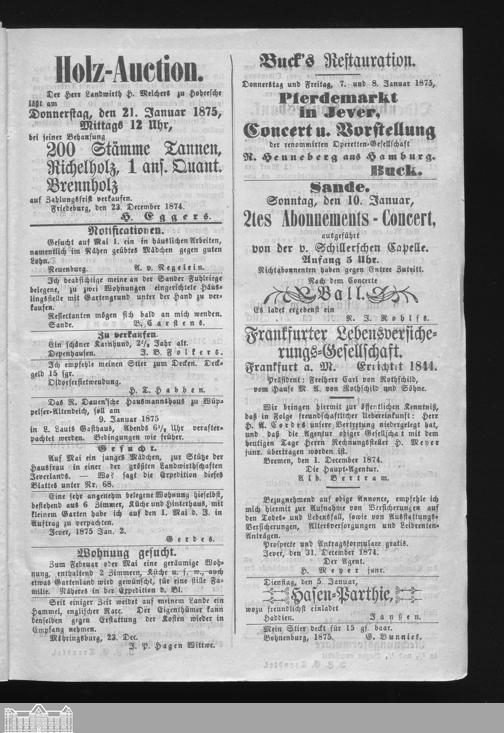 Holz-Auction.
Der Herr Landwirth H. Melchers zu Hohesche
läßt am
Donnerstag, den 21. Januar 1875,
Mittags 12 Uhr,
bei seiner Behausung
200 Stämme Tannen,
Richelholz, 1 ans. Quant.
Brennholz
auf Zahlungsfrist verkaufen.
Friedeburg, den 23. December 1874.
H. Eggers.
Notificationen.
Gesucht auf Mai 1. ein in häuslichen Arbeiten,
namentlich im Nähen geübtes Mädchen gegen guten
Lohn.
Neuenburg. A. v. Negelein.
Ich beabsichtige meine an der Sander Fuhlriege
belegene, zu zwei Wohnungen eingerichtete Häus-
lingsstelle mit Gartengrund unter der Hand zu ver-
kaufen.
Reflectanten mögen sich bald an mich wenden.
Sande. B. Carstens.
Zu verkaufen.
Ein schöner Karnhund, 2½ Jahr alt.
Depenhausen. J. B. Folkers.
Ich empfehle meinen Stier zum Decken. Deck-
geld 15 sgr.
Oldorferstietwendung.
H. T. Habben.
Das R. Dauen'sche Hausmannshaus zu Wüp-
pelser-Altendeich, soll am
9. Januar 1875
in L. Lauts Gasthaus, Abends 6½ Uhr verafter-
pachtet werden. Bedingungen wie früher.
Gesucht.
Auf Mai ein junges Mädchen, zur Stütze der
Hausfrau in einer der größten Landwirthschaften
Jeverlands. — Wo? sagt die Expedition dieses
Blattes unter Nr. 68.
Eine sehr angenehm belegene Wohnung hieselbst,
bestehend aus 6 Zimmer, Küche und Hinterhaus, mit
kleinem Garten habe ich auf den 1. Mai d. J. in
Auftrag zu verpachten.
Jever, 1875 Jan. 2.
Gerdes.
Wohnung gesucht.
Zum Februar oder Mai eine geräumige Woh-
nung, enthaltend 2 Zimmern, Küche u. s. w., auch
etwas Gartenland wird gewünscht, für eine stille Fa-
milie. Näheres in der Expedition d. Bl.
Seit einiger Zeit weidet auf meinem Lande ein
Hammel, englischer Race. Der Eigenthümer kann
denselben gegen Erstattung der Kosten wieder in
Empfang nehmen.
Möhringsburg, 23. Dec.
J. P. Hagen Wittwe.
Buck's Restauration.
Donnerstag und Freitag, 7. und 8. Januar 1875,
Pferdemarkt
in Jever,
Concert u. Vorstellung
der renommirten Operetten-Gesellschaft
R. Henneberg aus Hamburg.
Buck.
Sande.
Sonntag, den 10. Januar,
2tes Abonnements-Concert,
ausgeführt
von der v. Schillerschen Capelle.
Anfang 5 Uhr.
Nichtabonnenten haben gegen Entree Zutritt.
Nach dem Concerte
Ball.
Es ladet ergebenst ein
R. J. Rohlfs.
Frankfurter Lebensversiche-
rungs-Gesellschaft.
Frankfurt a. M. Errichtet 1844.
Präsident: Freiherr Carl von Rothschild,
vom Hause M. A. von Rothschild und Söhne.
Wir bringen hiermit zur öffentlichen Kenntniß,
daß in Folge freundschaftlicher Uebereinkunft: Herr
H. A. Cordes unsere Vertretung niedergelegt hat,
und daß die Agentur obiger Gesellschaft mit dem
heutigen Tage Herrn Rechnungssteller H. Meyer
junr. übertragen worden ist.
Bremen, den 1. December 1874.
Die Haupt-Agentur.
Alb. Bertram.
Bezugnehmend auf obige Annonce, empfehle ich
mich hiermit zur Aufnahme von Versicherungen auf
den Todes- und Lebensfall, sowie von Ausstattungs-
Versicherungen, Altersversorgungen und Leibrenten-
Anträgen.
Prospecte und Antragsformulare gratis.
Jever, den 31. December 1874.
Der Agent.
H. Meyer junr.
Dienstag, den 5. Januar,
Hasen-Parthie,
wozu freundlichst einladet
Haddien. Janßen.
Mein Stier deckt für 15 gf. baar.
Bohnenburg, 1875. G. Bunnies.